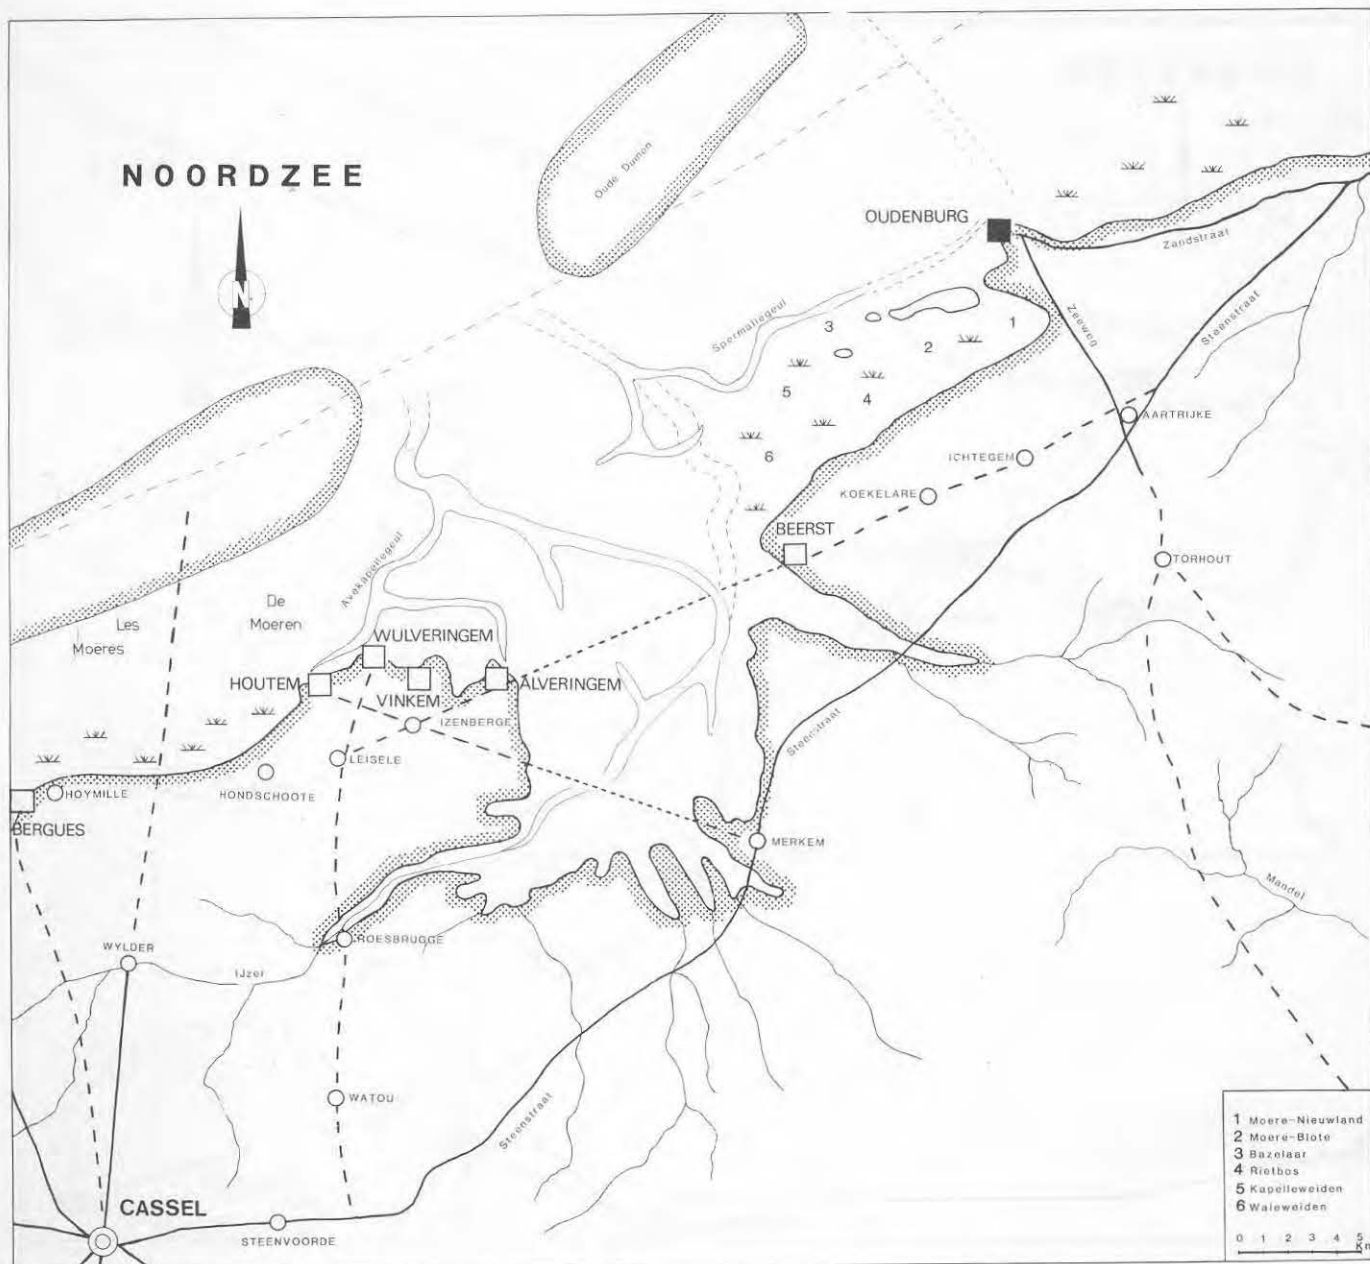 NOORDZEE
N
Oude Duinen
OUDENBURG
Zandstraat
Zeeweg
Steenstraat
Spermaliegeul
3
1
2
5
4
6
AARTRIJKE
ICHTEGEM
KOEKELARE
BEERST
TORHOUT
Avekapellegeul
De
Moeren
Les
Moeres
WULVERINGEM
HOUTEM
VINKEM
ALVERINGEM
IZENBERGE
LEISELE
Steenstraat
HOYMILLE
HONDSCHOOTE
BERGUES
MERKEM
Mandel
ROESBRUGGE
WYLDER
IJzer
WATOU
Steenstraat
CASSEL
STEENVOORDE
1 Moere-Nieuwland
2 Moere-Blote
3 Bazelaar
4 Rietbos
5 Kapelleweiden
6 Waleweiden
0 1 2 3 4 5
Km